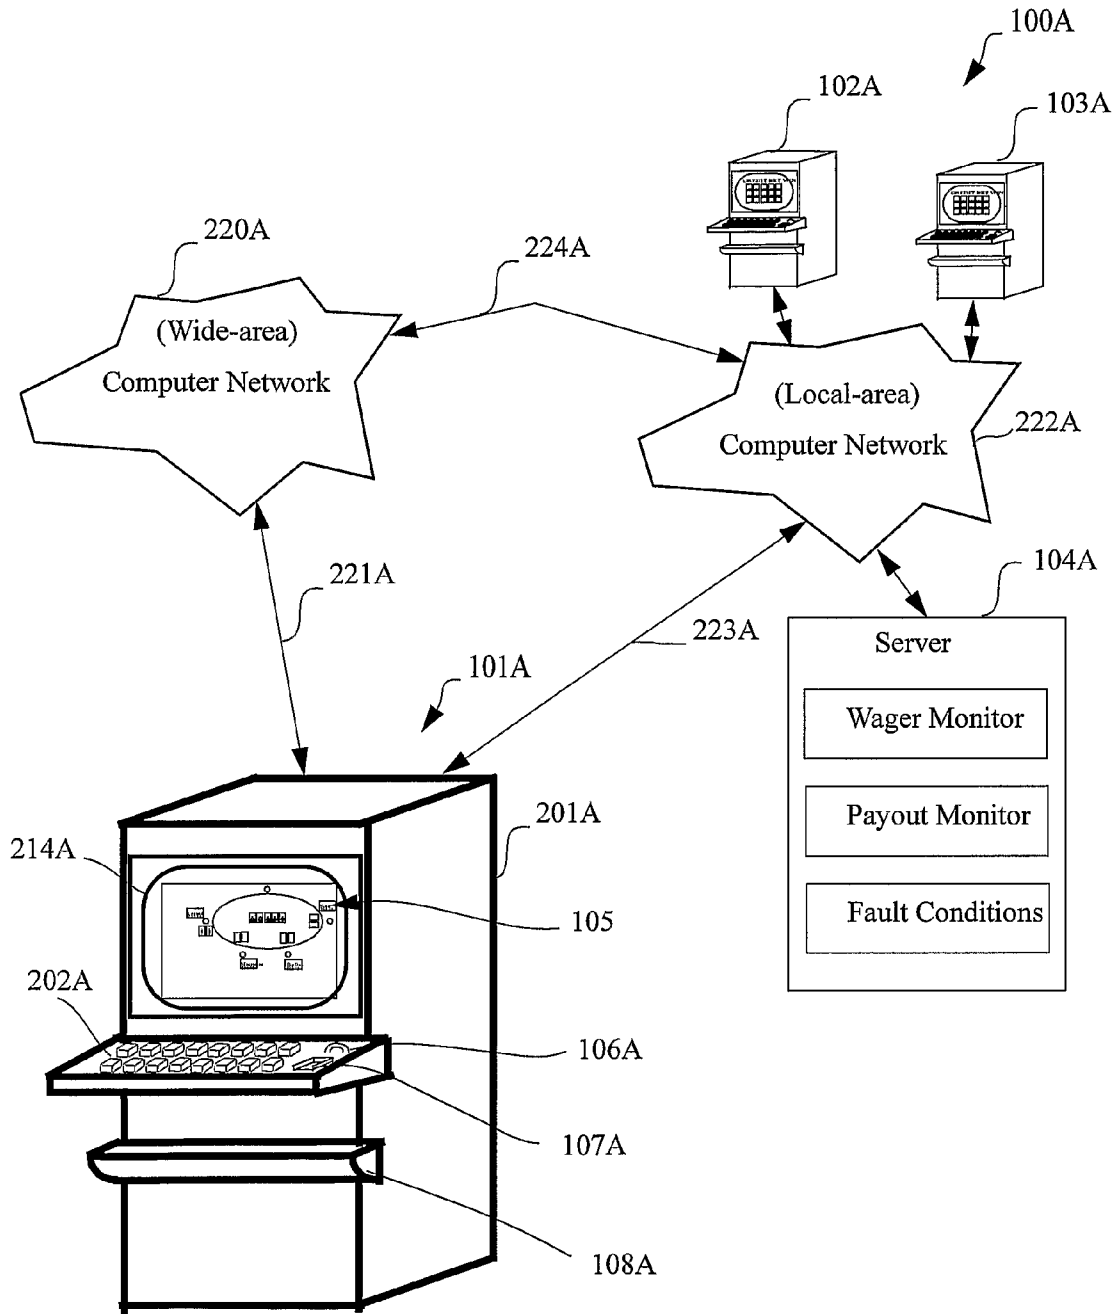 100A
102A
103A
220A
224A
(Wide-area)
Computer Network
(Local-area)
Computer Network
222A
221A
104A
223A
Server
101A
Wager Monitor
201A
Payout Monitor
214A
105
Fault Conditions
202A
106A
107A
108A